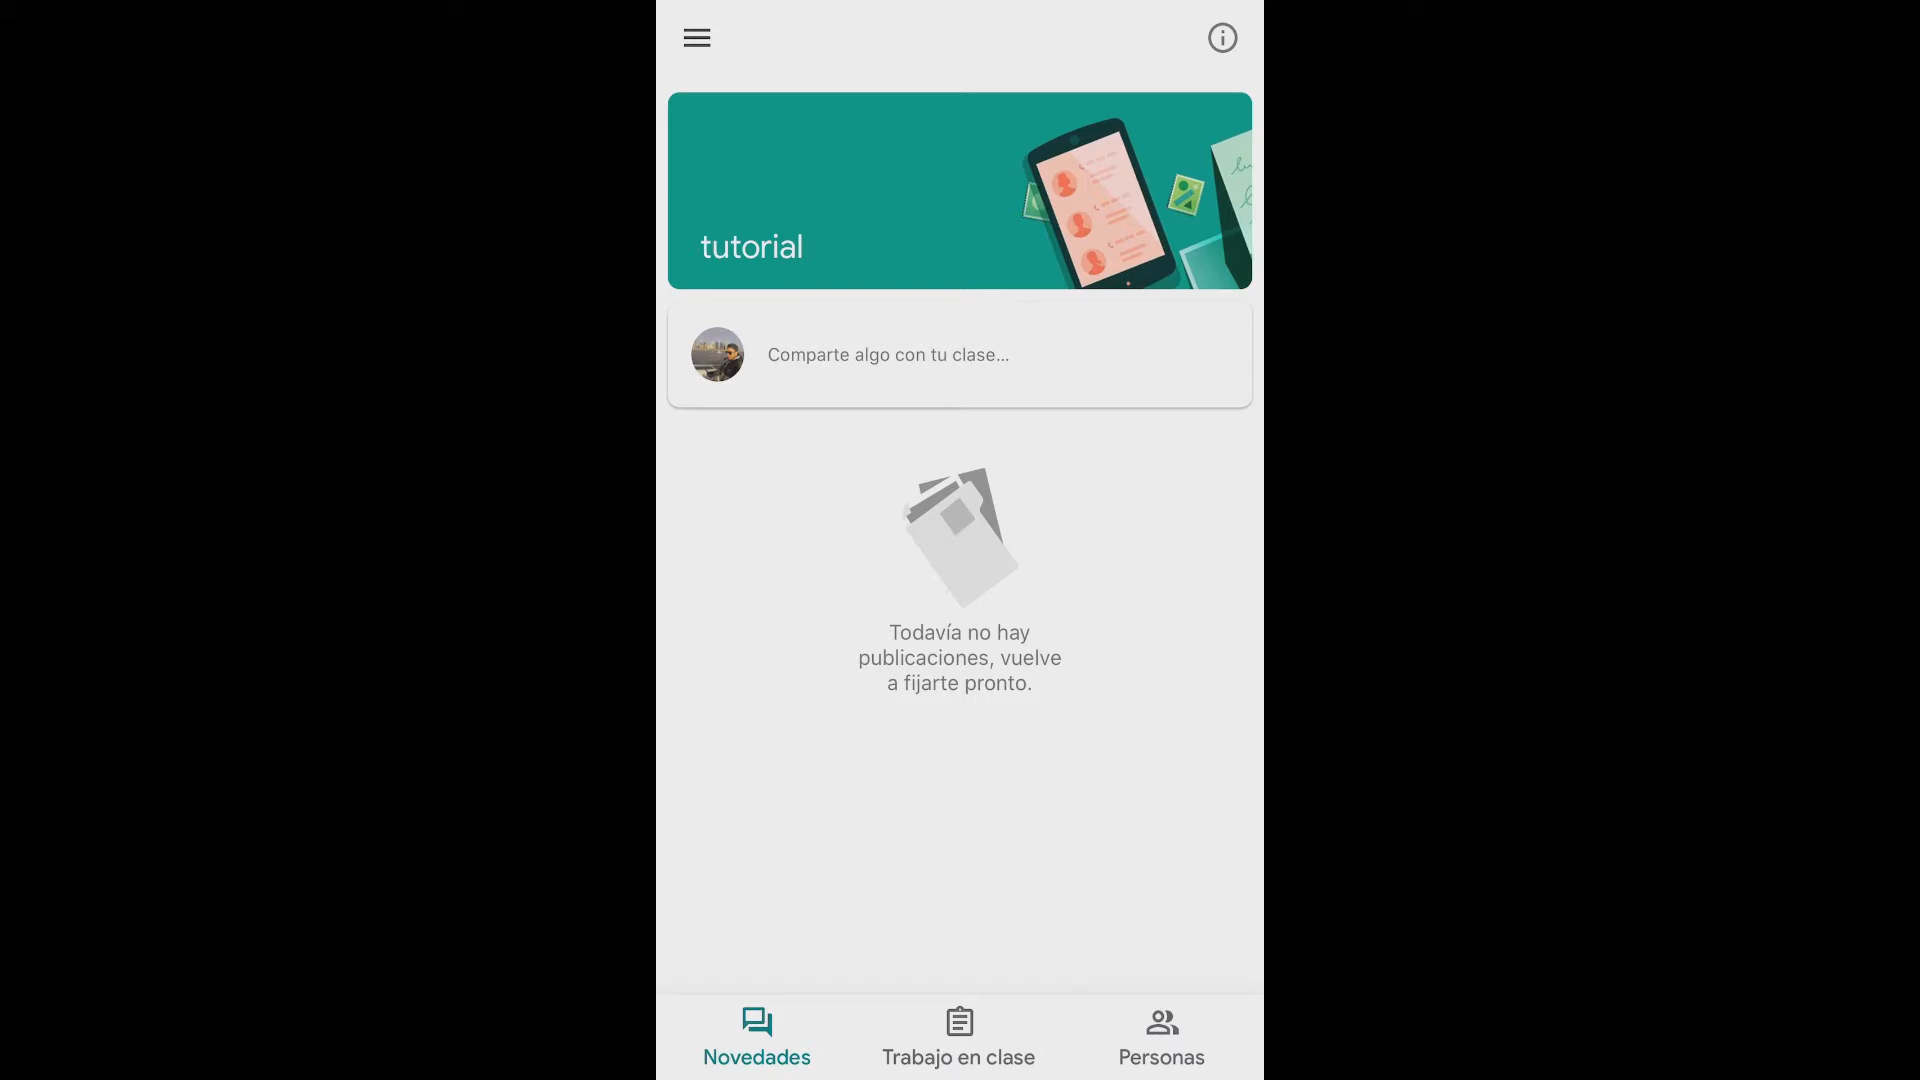 tutorial
Comparte algo con tu clase...
Todavía no hay
publicaciones, vuelve
a fijarte pronto.
Novedades
Trabajo en clase
Personas